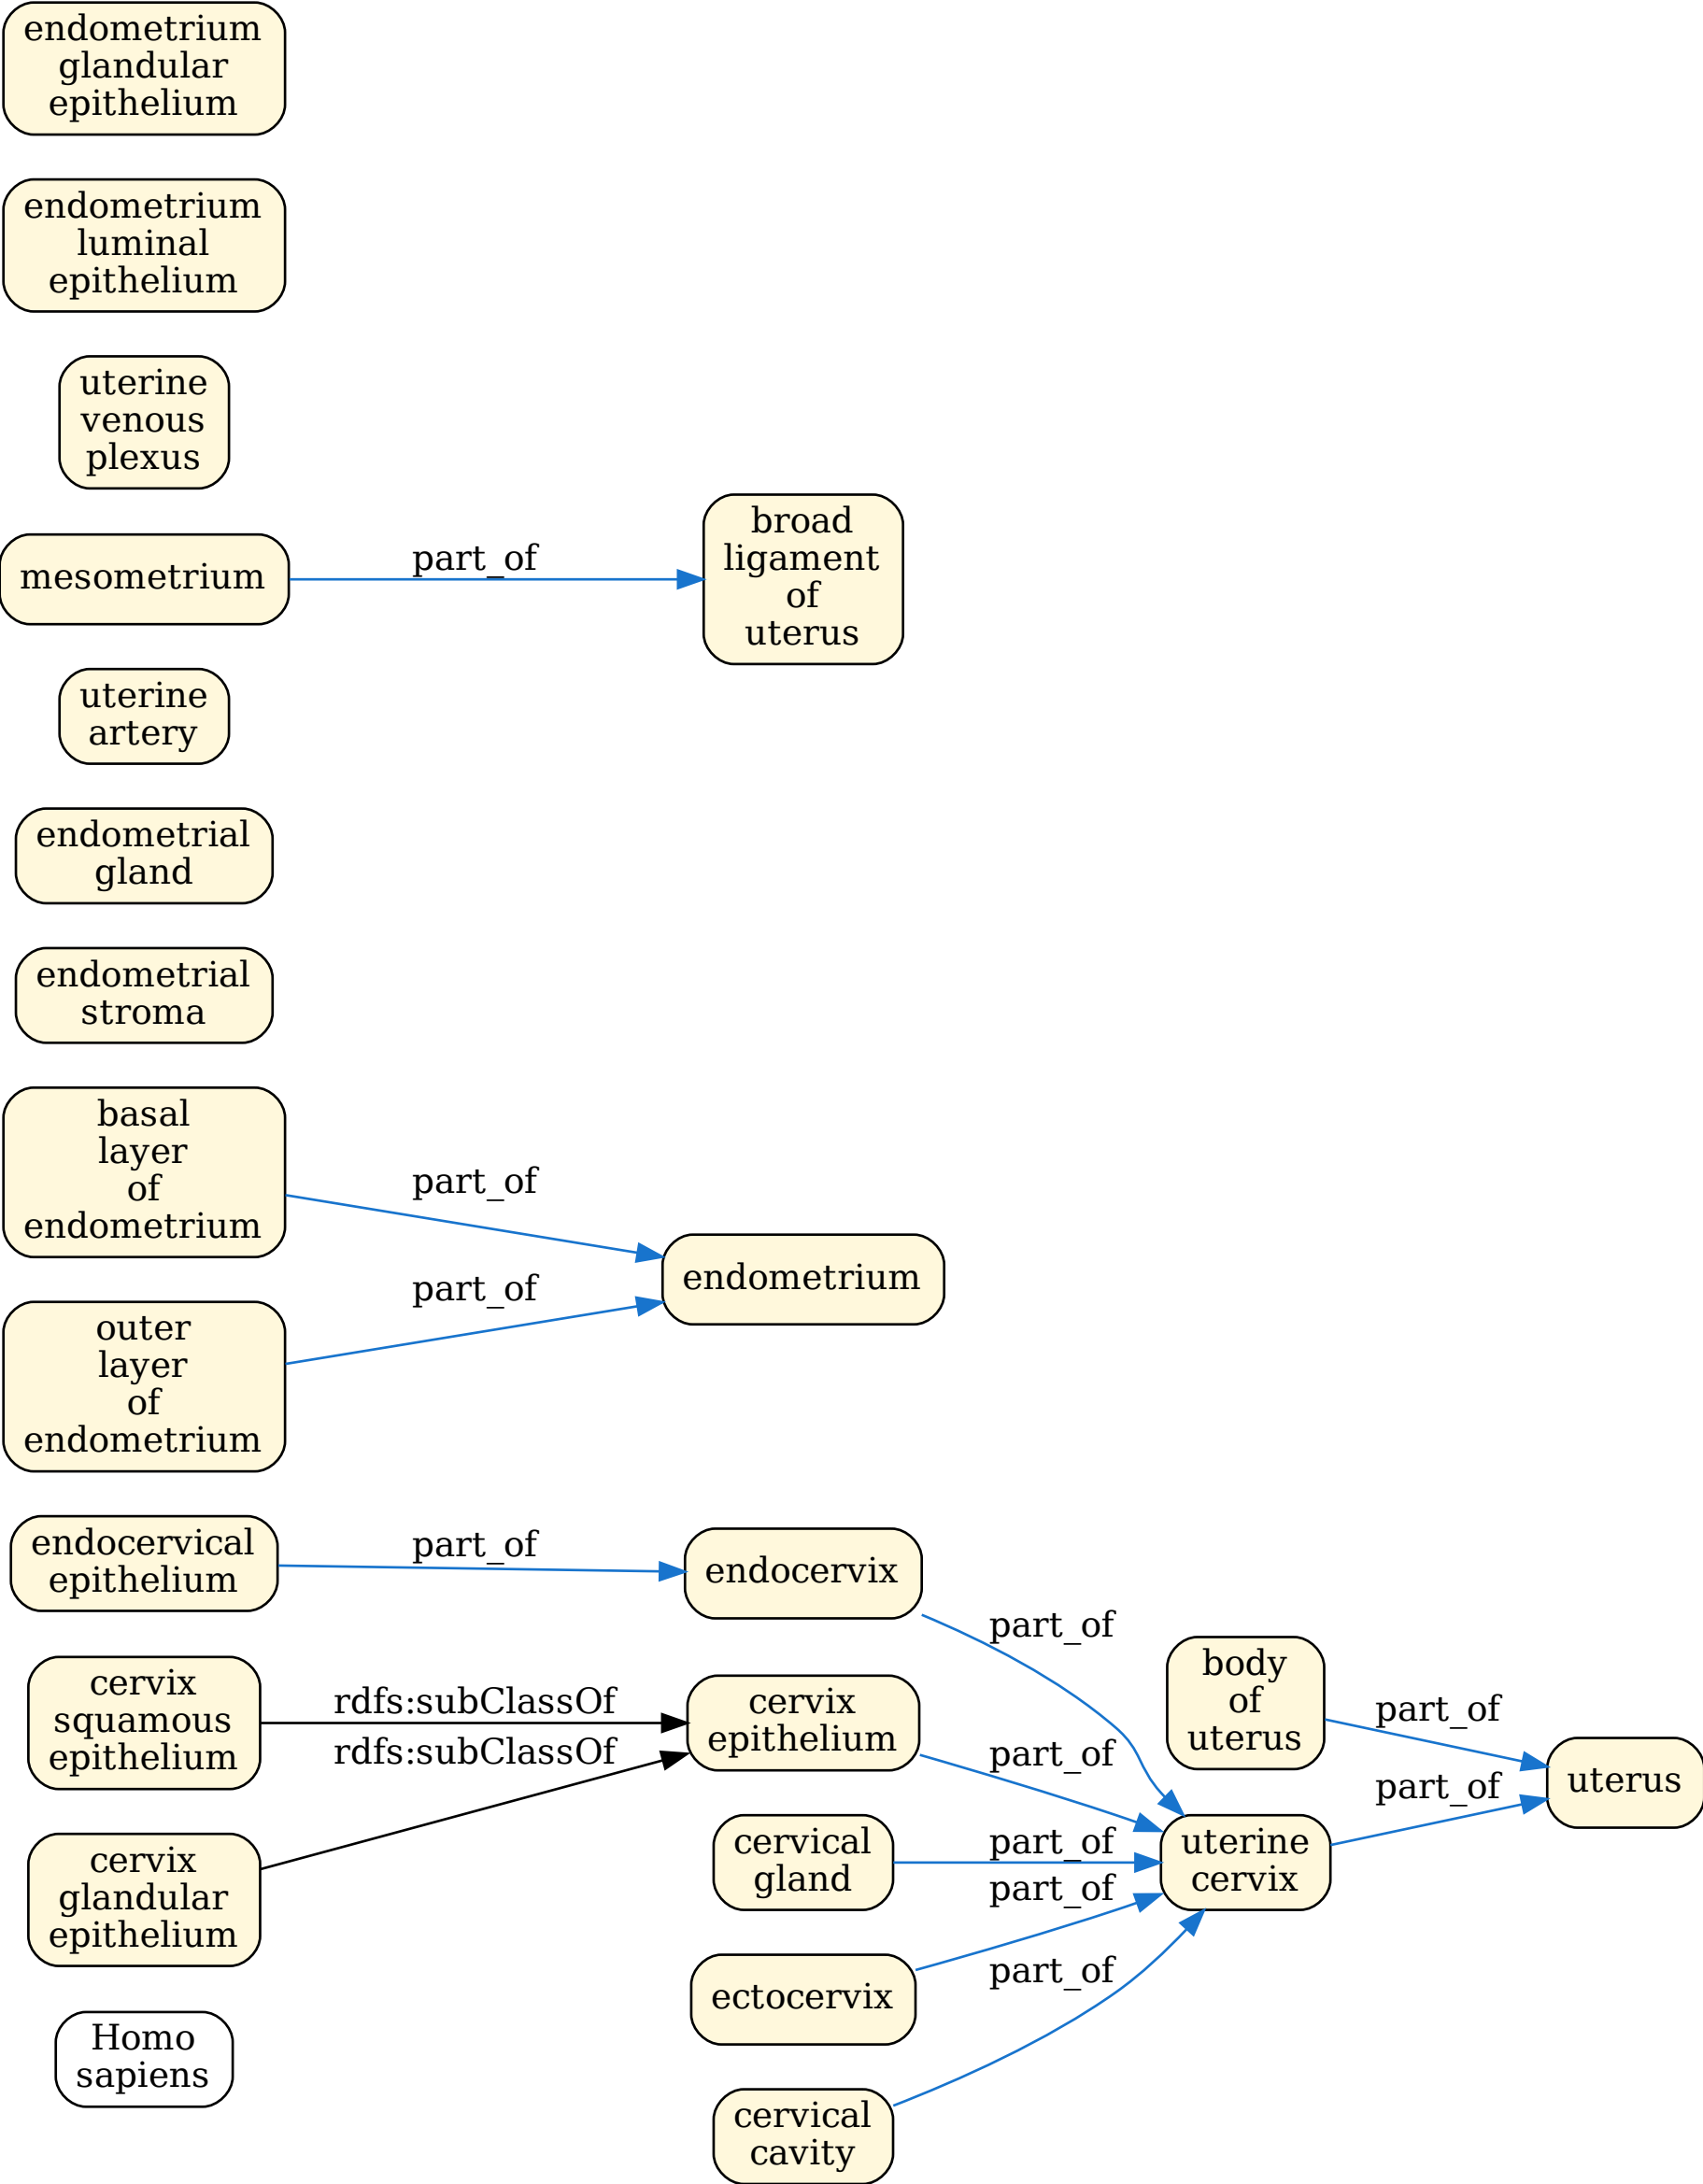 endometrium
glandular
epithelium
endometrium
luminal
epithelium
uterine
venous
plexus
mesometrium
part_of
broad
ligament
of
uterus
uterine
artery
endometrial
gland
endometrial
stroma
basal
layer
of
endometrium
part_of
outer
layer
of
endometrium
part_of
endometrium
endocervical
epithelium
part_of
endocervix
part_of
cervix
squamous
epithelium
rdfs:subClassOf
cervix
glandular
epithelium
rdfs:subClassOf
cervix
epithelium
part_of
cervical
gland
part_of
ectocervix
part_of
cervical
cavity
part_of
body
of
uterus
part_of
uterine
cervix
part_of
uterus
Homo
sapiens